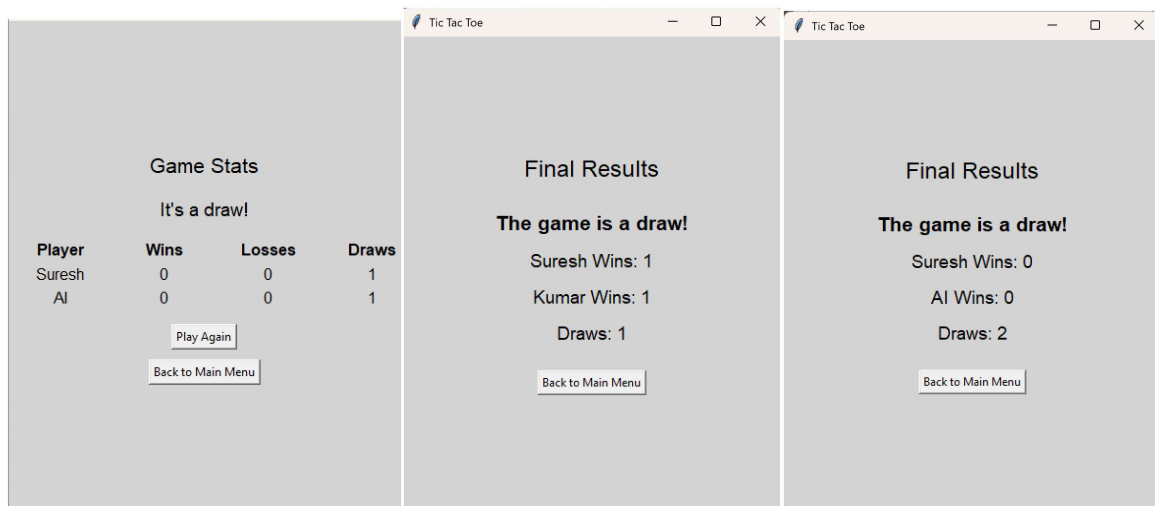 Game Stats
It's a draw!
Player Wins Losses Draws
Suresh 0 0 1
AI 0 0 1
Play Again
Back to Main Menu
Tic Tac Toe
Final Results
The game is a draw!
Suresh Wins: 1
Kumar Wins: 1
Draws: 1
Back to Main Menu
Tic Tac Toe
Final Results
The game is a draw!
Suresh Wins: 0
AI Wins: 0
Draws: 2
Back to Main Menu